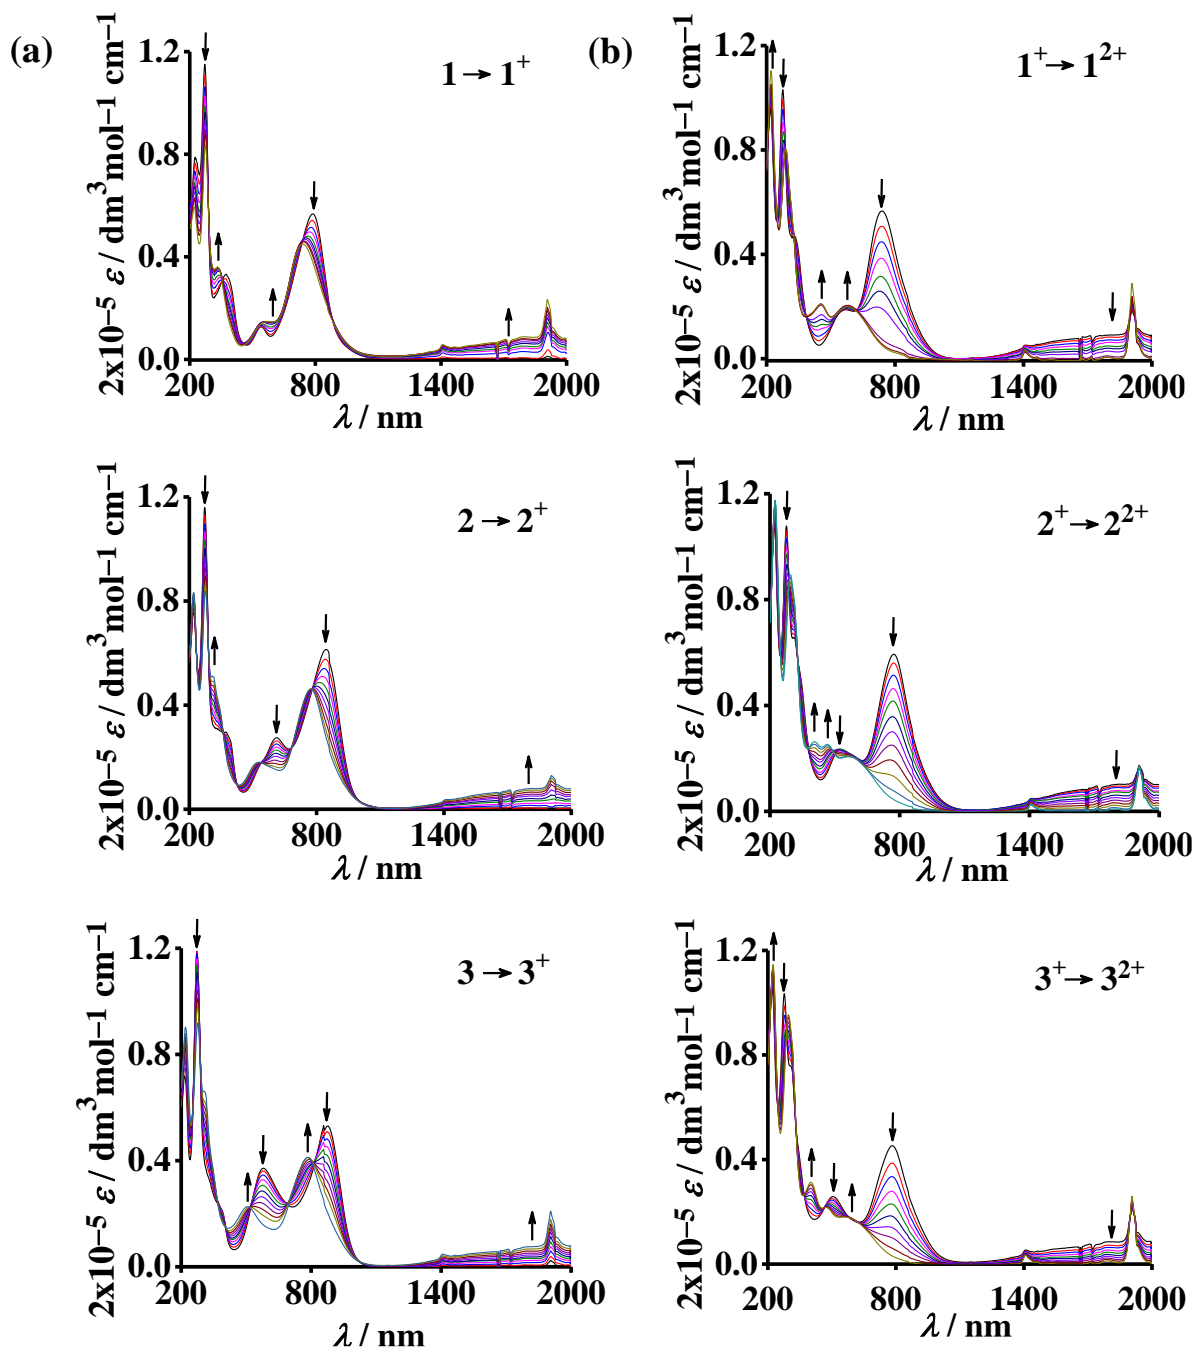 (a)
1 → 1⁺
2x10⁻⁵ ε / dm³mol⁻¹ cm⁻¹
1.2
0.8
0.4
0.0
200 800 1400 2000
λ / nm
(b)
1⁺→ 1²⁺
2x10⁻⁵ ε / dm³mol⁻¹ cm⁻¹
1.2
0.8
0.4
0.0
200 800 1400 2000
λ / nm
2 → 2⁺
2x10⁻⁵ ε / dm³mol⁻¹ cm⁻¹
1.2
0.8
0.4
0.0
200 800 1400 2000
λ / nm
2⁺→ 2²⁺
2x10⁻⁵ ε / dm³mol⁻¹ cm⁻¹
1.2
0.8
0.4
0.0
200 800 1400 2000
λ / nm
3 → 3⁺
2x10⁻⁵ ε / dm³mol⁻¹ cm⁻¹
1.2
0.8
0.4
0.0
200 800 1400 2000
λ / nm
3⁺→ 3²⁺
2x10⁻⁵ ε / dm³mol⁻¹ cm⁻¹
1.2
0.8
0.4
0.0
200 800 1400 2000
λ / nm